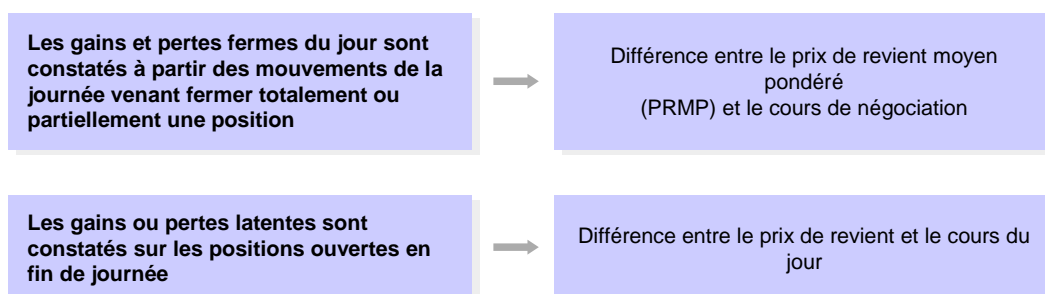 Les gains et pertes fermes du jour sont
constatés à partir des mouvements de la
journée venant fermer totalement ou
partiellement une position
Différence entre le prix de revient moyen
pondéré
(PRMP) et le cours de négociation
Les gains ou pertes latentes sont
constatés sur les positions ouvertes en
fin de journée
Différence entre le prix de revient et le cours du
jour